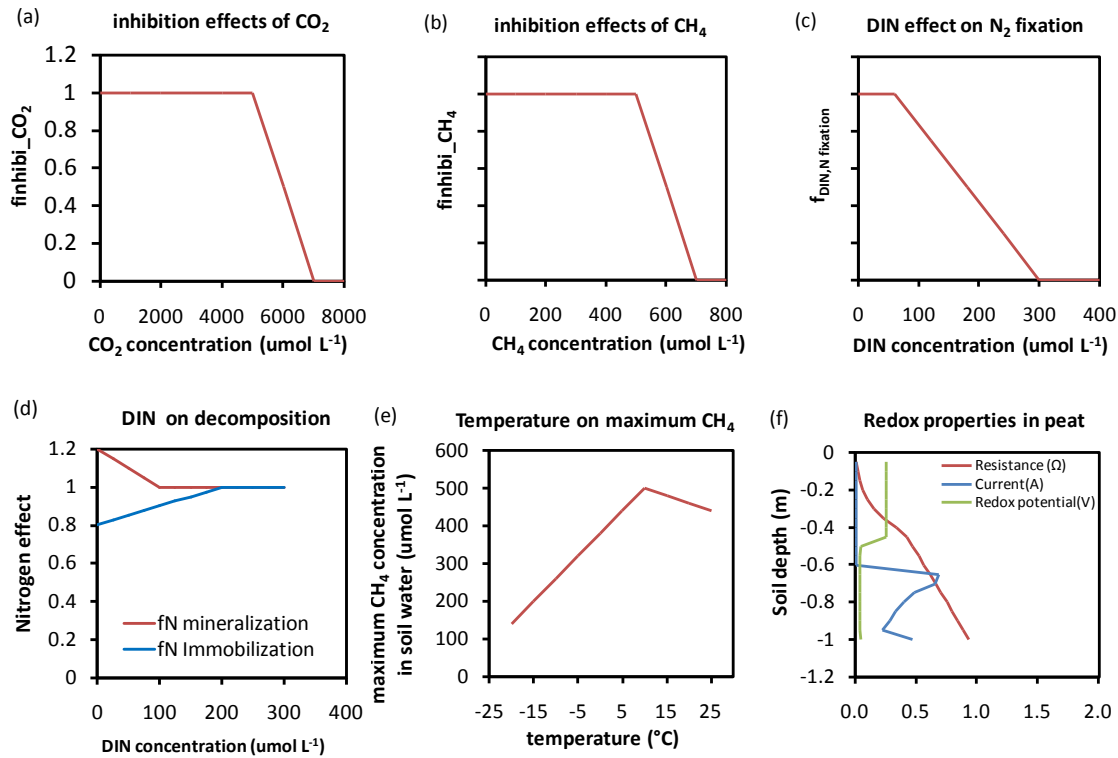 (a)
inhibition effects of CO₂
finhibi_CO₂
1.2
1
0.8
0.6
0.4
0.2
0
0 2000 4000 6000 8000
CO₂ concentration (umol L⁻¹)
(b)
inhibition effects of CH₄
finhibi_CH₄
0 200 400 600 800
CH₄ concentration (umol L⁻¹)
(c)
DIN effect on N₂ fixation
f_DIN,N fixation
0 100 200 300 400
DIN concentration (umol L⁻¹)
(d)
DIN on decomposition
Nitrogen effect
1.2
1
0.8
0.6
0.4
0.2
0
fN mineralization
fN Immobilization
0 100 200 300 400
DIN concentration (umol L⁻¹)
(e)
Temperature on maximum CH₄
maximum CH₄ concentration
in soil water (umol L⁻¹)
600
500
400
300
200
100
0
-25 -15 -5 5 15 25
temperature (°C)
(f)
Redox properties in peat
Soil depth (m)
0
-0.2
-0.4
-0.6
-0.8
-1
-1.2
Resistance (Ω)
Current(A)
Redox potential(V)
0.0 0.5 1.0 1.5 2.0